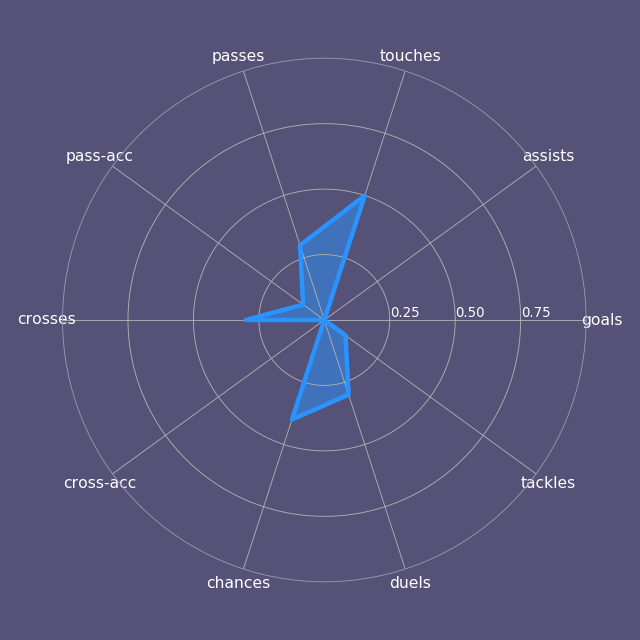 passes
touches
pass-acc
assists
crosses
0.25
0.50
0.75
goals
cross-acc
tackles
chances
duels